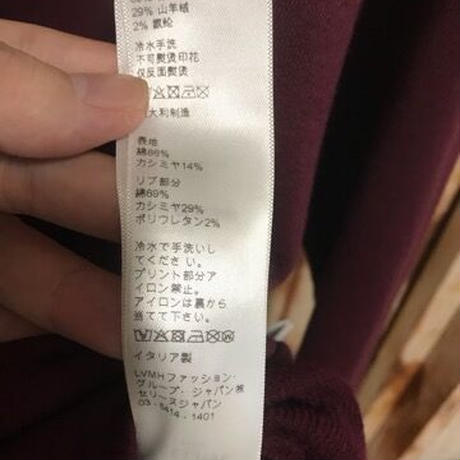 29% 山羊绒
2% 氨纶
冷水手洗
不可熨烫印花
仅反面熨烫
大利制造
表地
綿86%
カシミヤ14%
リブ部分
綿69%
カシミヤ29%
ポリウレタン2%
冷水で手洗いし
てください。
プリント部分ア
イロン禁止。
アイロンは裏から
当てて下さい。
イタリア製
LVMHファッション・
グループ・ジャパン㈱
セリーヌジャパン
03-5414-1401